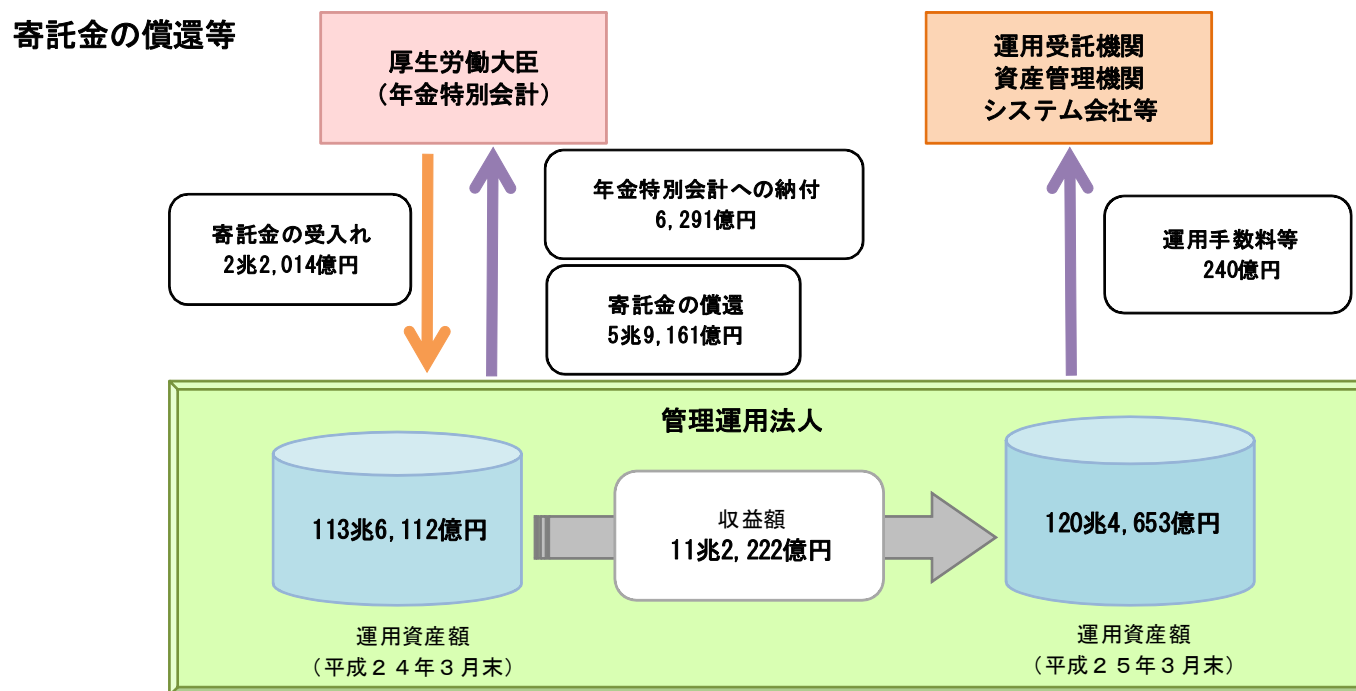 寄託金の償還等
厚生労働大臣
（年金特別会計）
運用受託機関
資産管理機関
システム会社等
寄託金の受入れ
2兆2,014億円
年金特別会計への納付
6,291億円
寄託金の償還
5兆9,161億円
運用手数料等
240億円
管理運用法人
113兆6,112億円
収益額
11兆2,222億円
120兆4,653億円
運用資産額
（平成２４年３月末）
運用資産額
（平成２５年３月末）